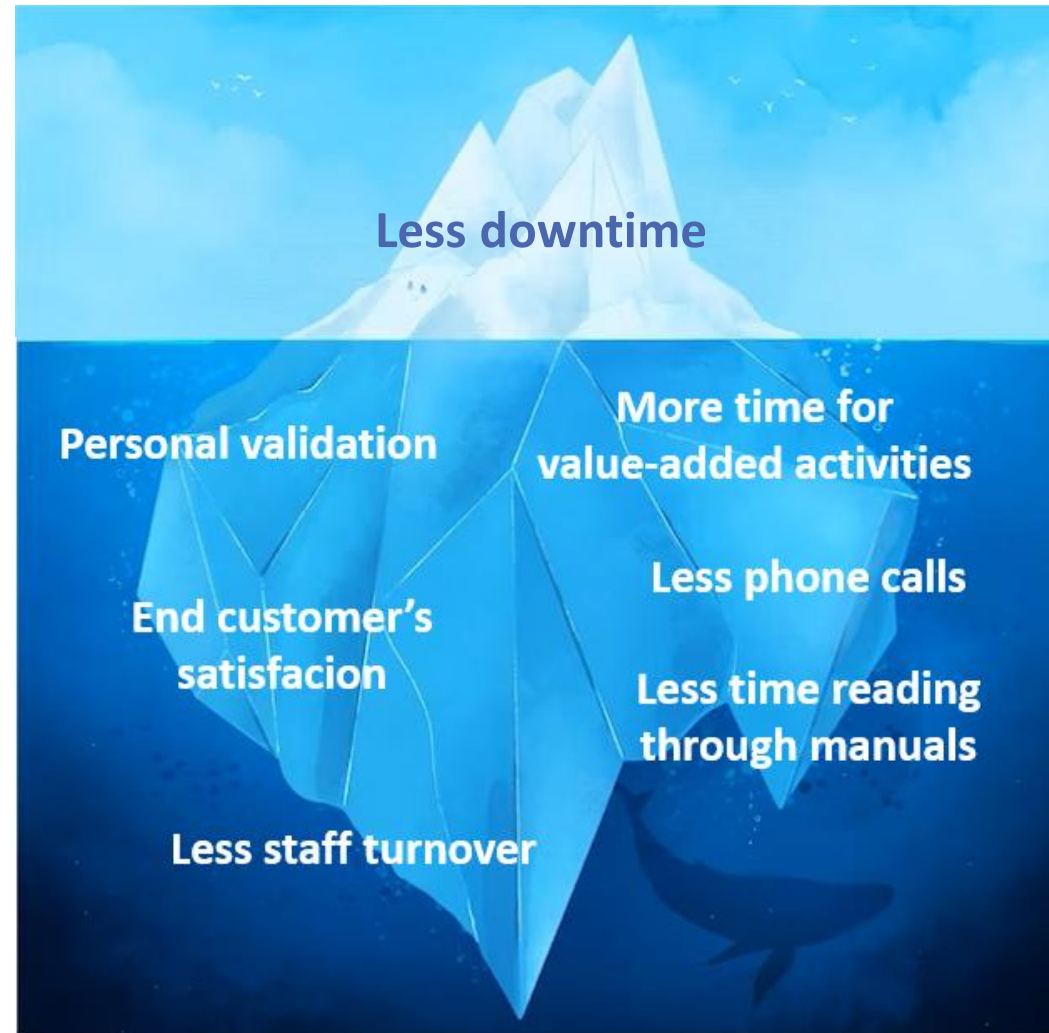 Less downtime
Personal validation
More time for
value-added activities
Less phone calls
End customer’s
satisfacion
Less time reading
through manuals
Less staff turnover